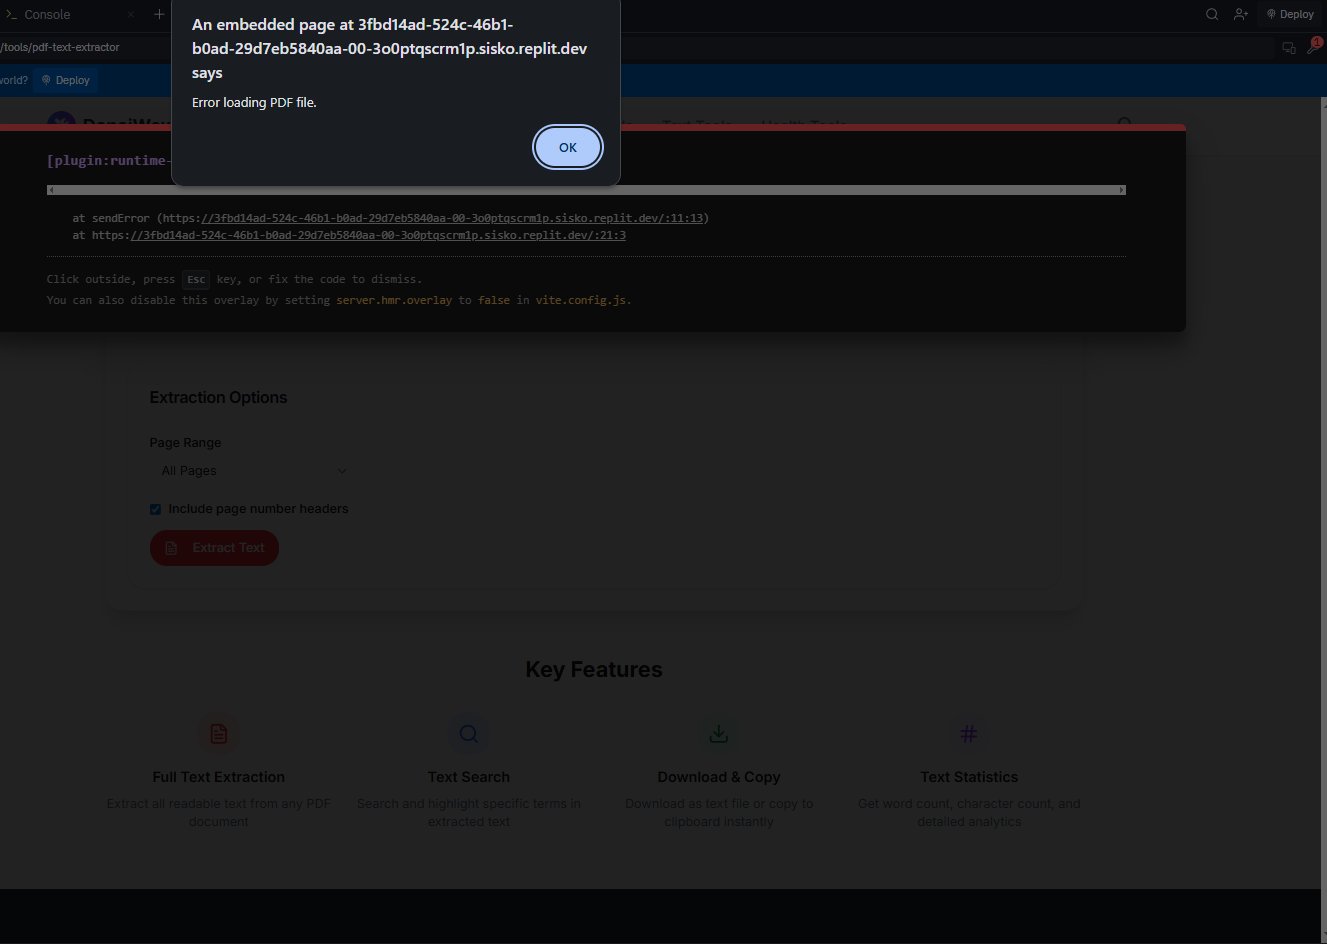 Console
Deploy
/tools/pdf-text-extractor
1
world?
Deploy
An embedded page at 3fbd14ad-524c-46b1-
b0ad-29d7eb5840aa-00-3o0ptqscrm1p.sisko.replit.dev
says
Error loading PDF file.
OK
Text Tools
Health Tools
[plugin:runtime-
at sendError (https://3fbd14ad-524c-46b1-b0ad-29d7eb5840aa-00-3o0ptqscrm1p.sisko.replit.dev/:11:13)
at https://3fbd14ad-524c-46b1-b0ad-29d7eb5840aa-00-3o0ptqscrm1p.sisko.replit.dev/:21:3
Click outside, press Esc key, or fix the code to dismiss.
You can also disable this overlay by setting server.hmr.overlay to false in vite.config.js.
Extraction Options
Page Range
All Pages
Include page number headers
Extract Text
Key Features
Full Text Extraction
Extract all readable text from any PDF
document
Text Search
Search and highlight specific terms in
extracted text
Download & Copy
Download as text file or copy to
clipboard instantly
Text Statistics
Get word count, character count, and
detailed analytics